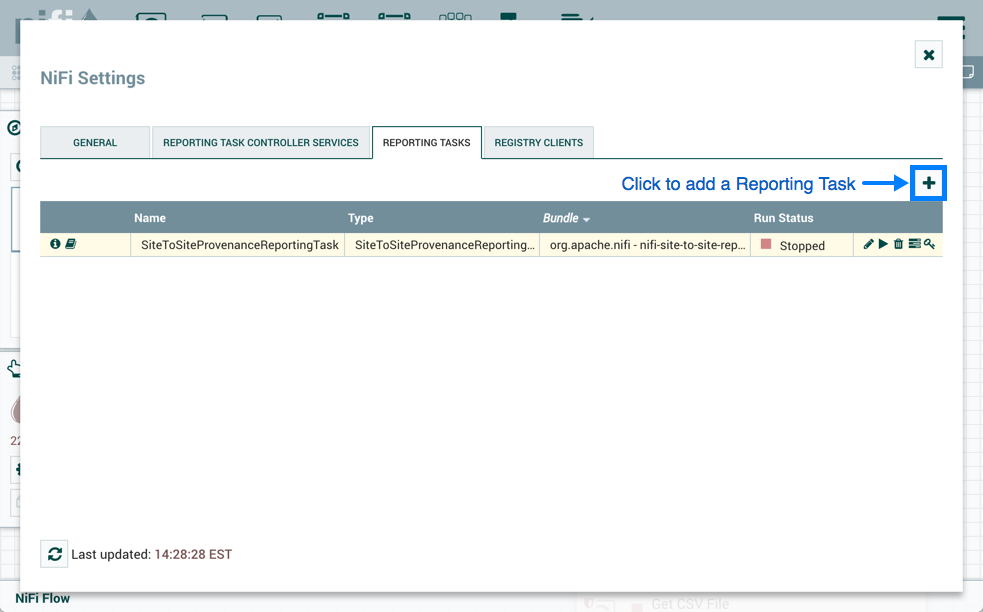 nifi
NiFi Settings
GENERAL
REPORTING TASK CONTROLLER SERVICES
REPORTING TASKS
REGISTRY CLIENTS
Click to add a Reporting Task
Name Type Bundle Run Status
SiteToSiteProvenanceReportingTask SiteToSiteProvenanceReporting... org.apache.nifi - nifi-site-to-site-rep... Stopped
22
Last updated: 14:28:28 EST
NiFi Flow
Get CSV File